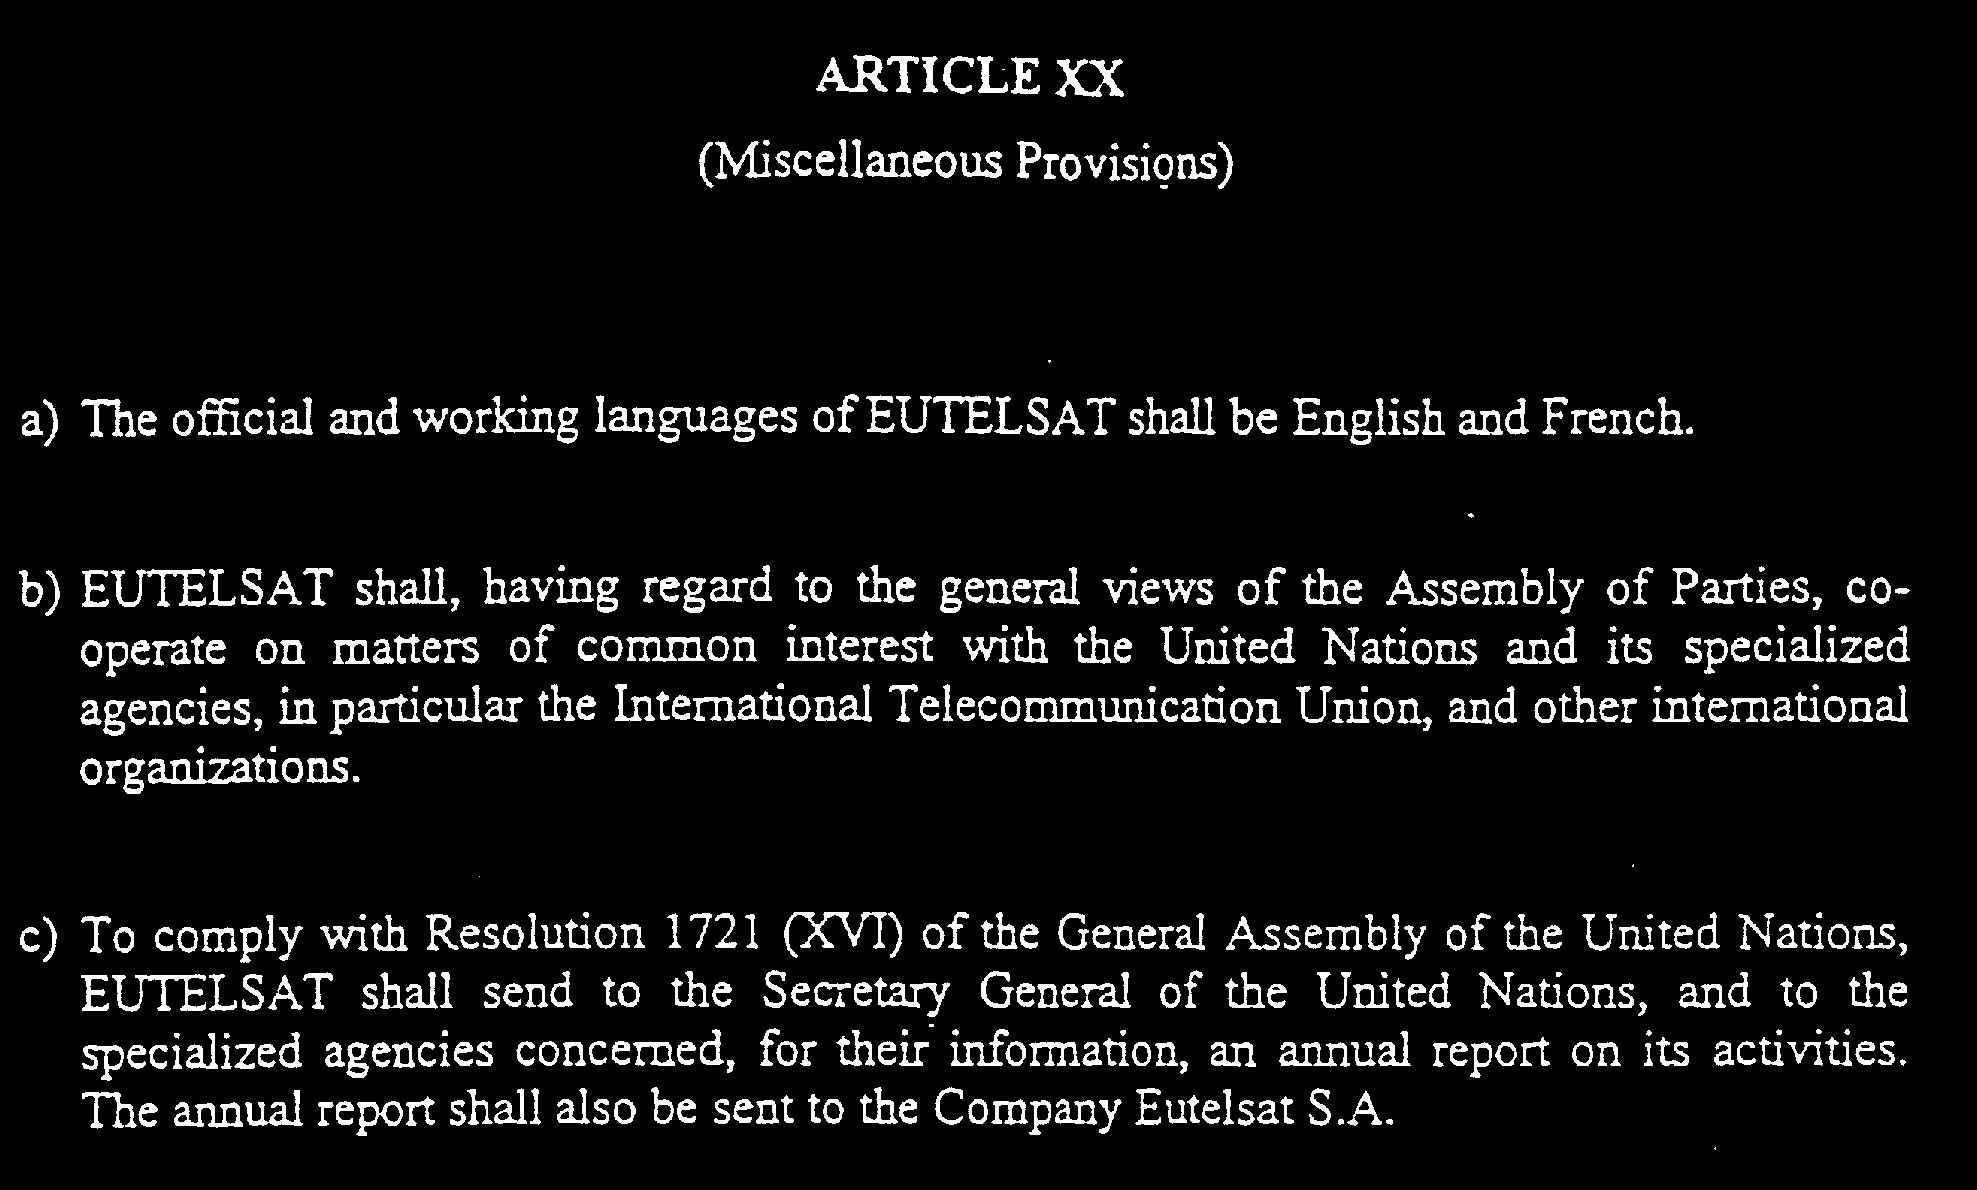 ARTICLE XX
(Miscellaneous Provisions)
a) The official and working languages of EUTELSAT shall be English and French.
b) EUTELSAT shall, having regard to the general views of the Assembly of Parties, co-
operate on matters of common interest with the United Nations and its specialized
agencies, in particular the International Telecommunication Union, and other international
organizations.
c) To comply with Resolution 1721 (XVI) of the General Assembly of the United Nations,
EUTELSAT shall send to the Secretary General of the United Nations, and to the
specialized agencies concerned, for their information, an annual report on its activities.
The annual report shall also be sent to the Company Eutelsat S.A.